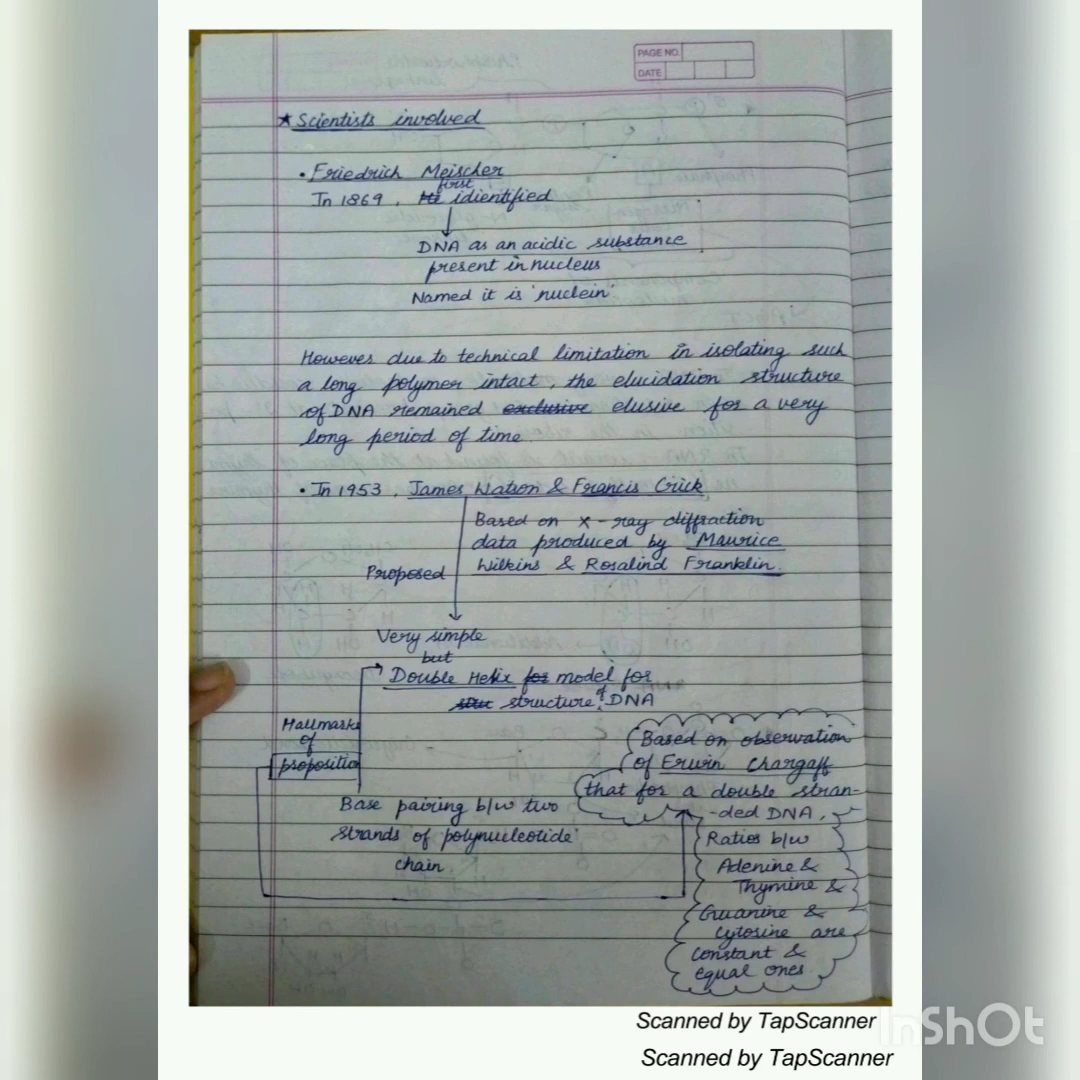 PAGE NO.
DATE
★ Scientists involved
• Friedrich Meischer
first
In 1869, He idientified
DNA as an acidic substance
present in nucleus
Named it is 'nuclein'
However due to technical limitation in isolating such
a long polymer intact, the elucidation structure
of DNA remained exclusive elusive for a very
long period of time.
• In 1953, James Watson & Francis Crick
Based on x-ray diffraction
data produced by Maurice
Wilkins & Rosalind Franklin.
Proposed
Very simple
but
Double Helix for model for
structure of DNA
Hallmarks
of
proposition
Base pairing b/w two
strands of polynucleotide
chain.
Based on observation
of Erwin Chargaff
that for a double stran-
-ded DNA,
Ratios b/w
Adenine &
Thymine &
Guanine &
cytosine are
constant &
equal ones
Scanned by TapScanner
Scanned by TapScanner
InShOt